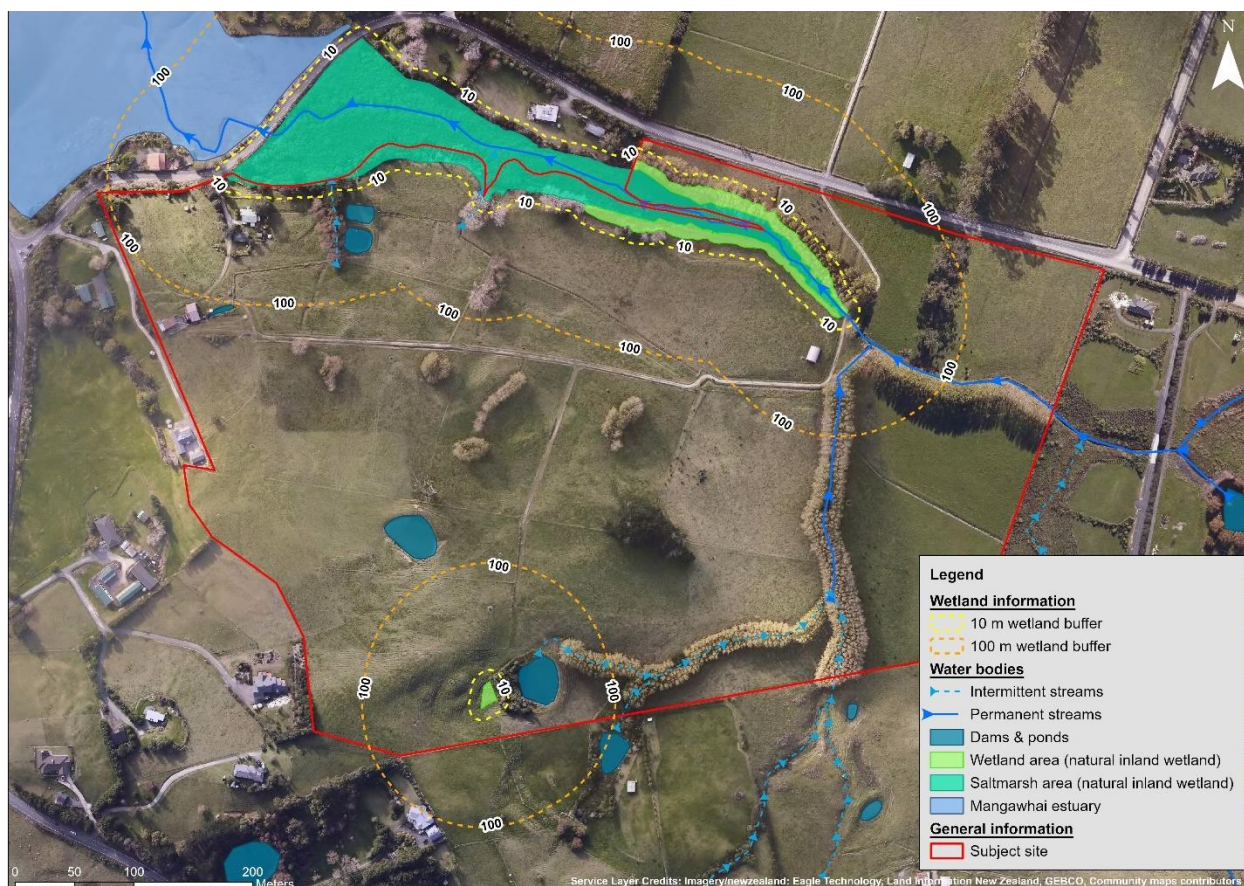 N
100
100
100
10
10
10
10
10
10
10
10
10
100
100
100
100
100
100
100
100
100
10
100
Legend
Wetland information
10 m wetland buffer
100 m wetland buffer
Water bodies
Intermittent streams
Permanent streams
Dams & ponds
Wetland area (natural inland wetland)
Saltmarsh area (natural inland wetland)
Mangawhai estuary
General information
Subject site
0 50 100 200
Meters
Service Layer Credits: Imagery/newzealand: Eagle Technology, Land Information New Zealand, GEBCO, Community maps contributors